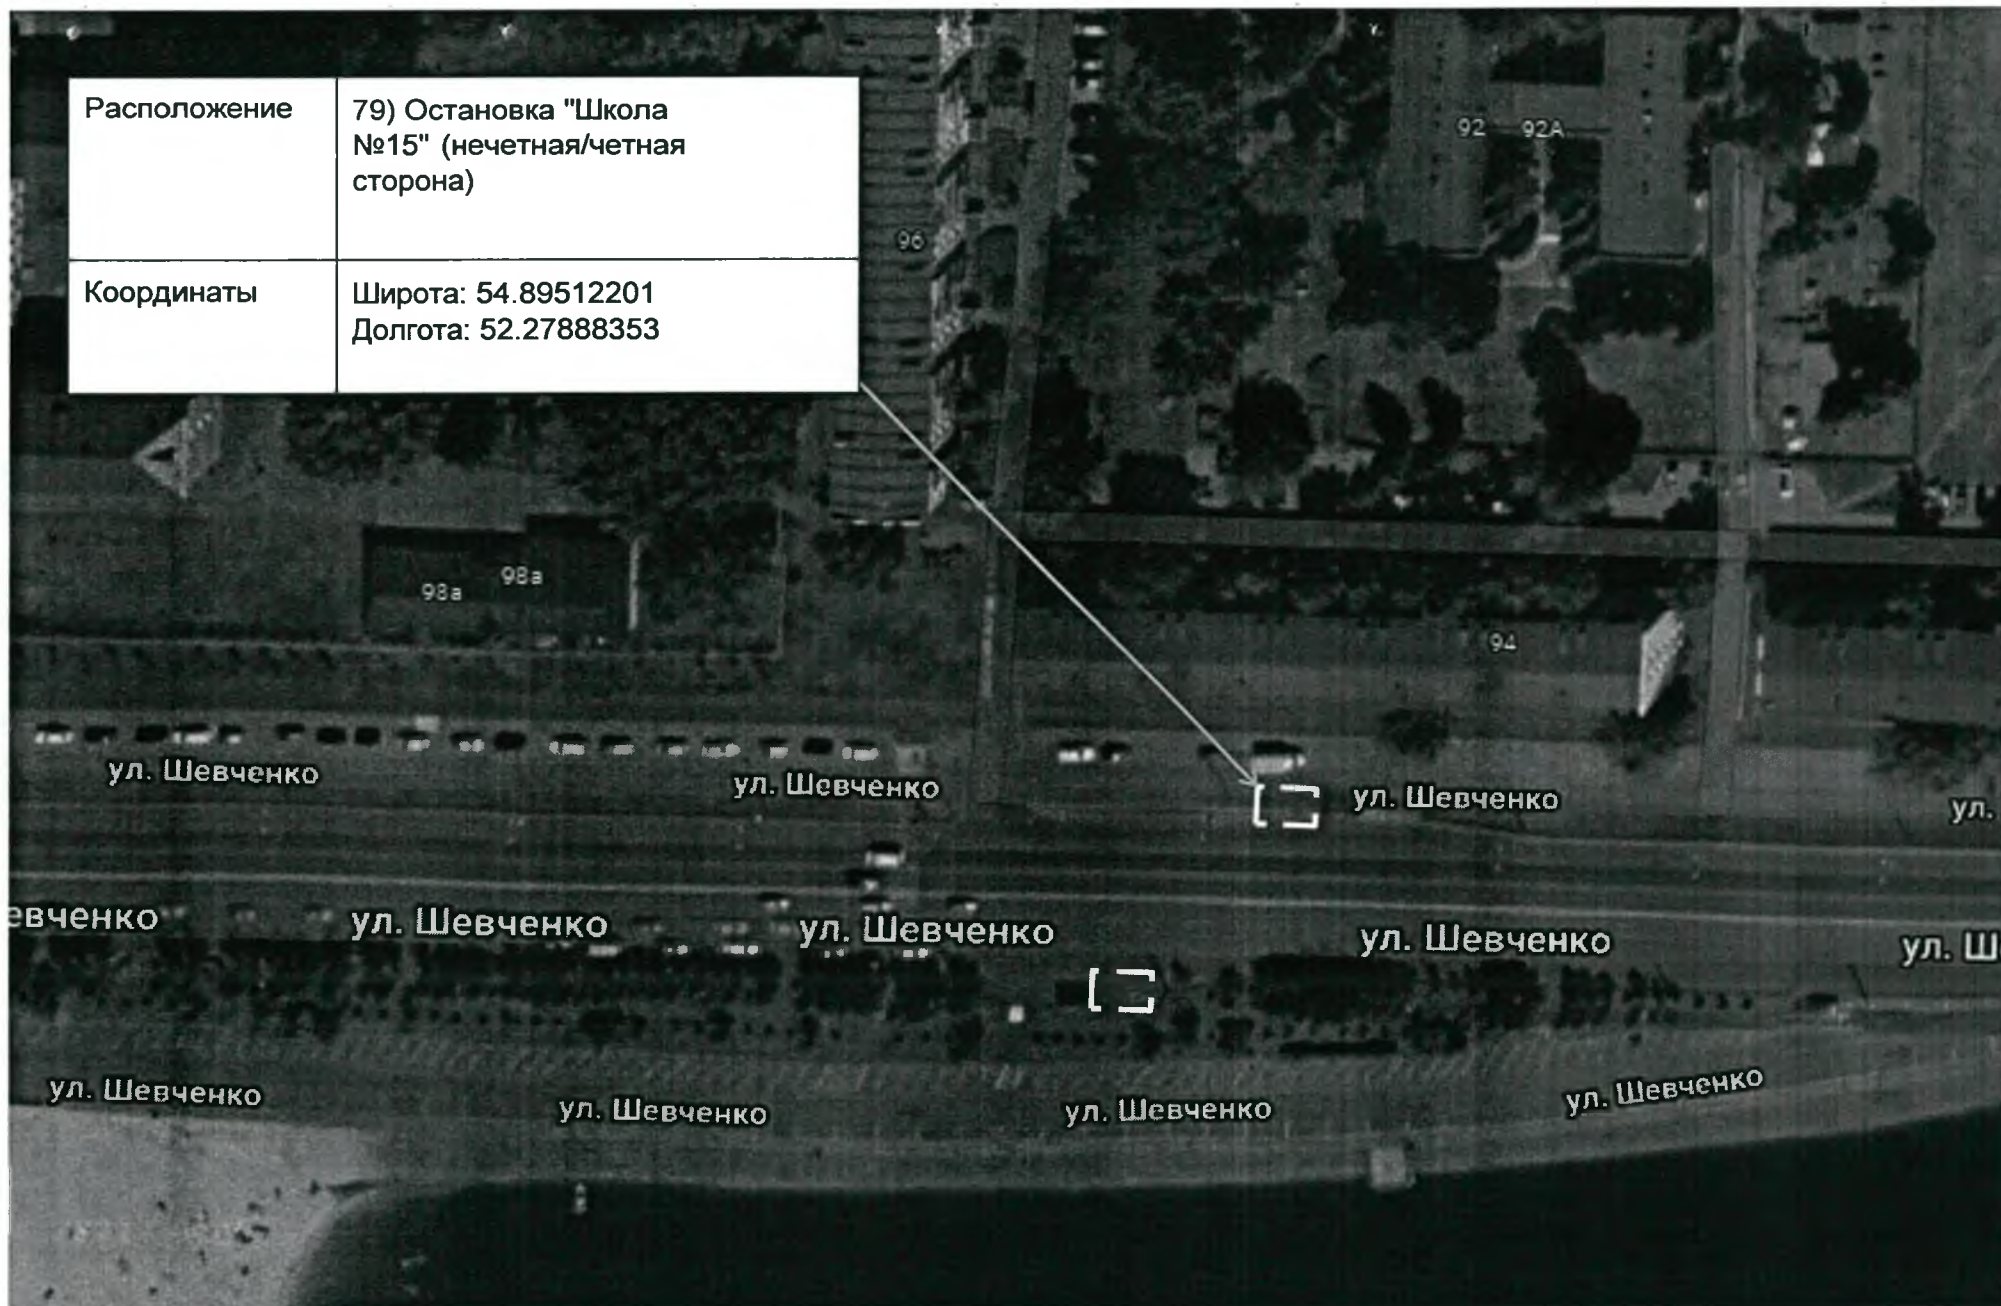 Расположение
79) Остановка "Школа
№15" (нечетная/четная
сторона)
Координаты
Широта: 54.89512201
Долгота: 52.27888353
92
92А
96
98а
98а
94
ул. Шевченко
ул. Шевченко
ул. Шевченко
ул.
евченко
ул. Шевченко
ул. Шевченко
ул. Шевченко
ул. Ш
ул. Шевченко
ул. Шевченко
ул. Шевченко
ул. Шевченко